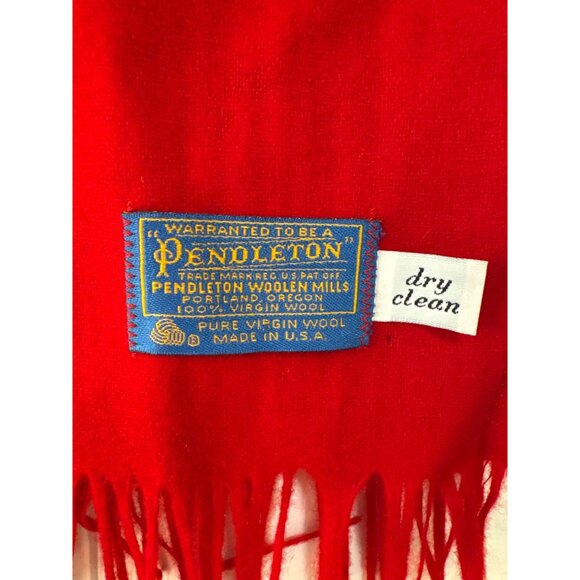 WARRANTED TO BE A
"PENDLETON"
TRADE MARK REG. U.S. PAT. OFF.
PENDLETON WOOLEN MILLS
PORTLAND, OREGON
100% VIRGIN WOOL
PURE VIRGIN WOOL
® MADE IN U.S.A.
dry
clean